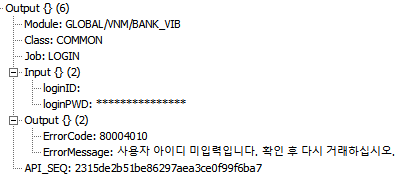 Output {} (6)
Module: GLOBAL/VNM/BANK_VIB
Class: COMMON
Job: LOGIN
Input {} (2)
loginID:
loginPWD: ***************
Output {} (2)
ErrorCode: 80004010
ErrorMessage: 사용자 아이디 미입력입니다. 확인 후 다시 거래하십시오.
API_SEQ: 2315de2b51be86297aea3ce0f99f6ba7